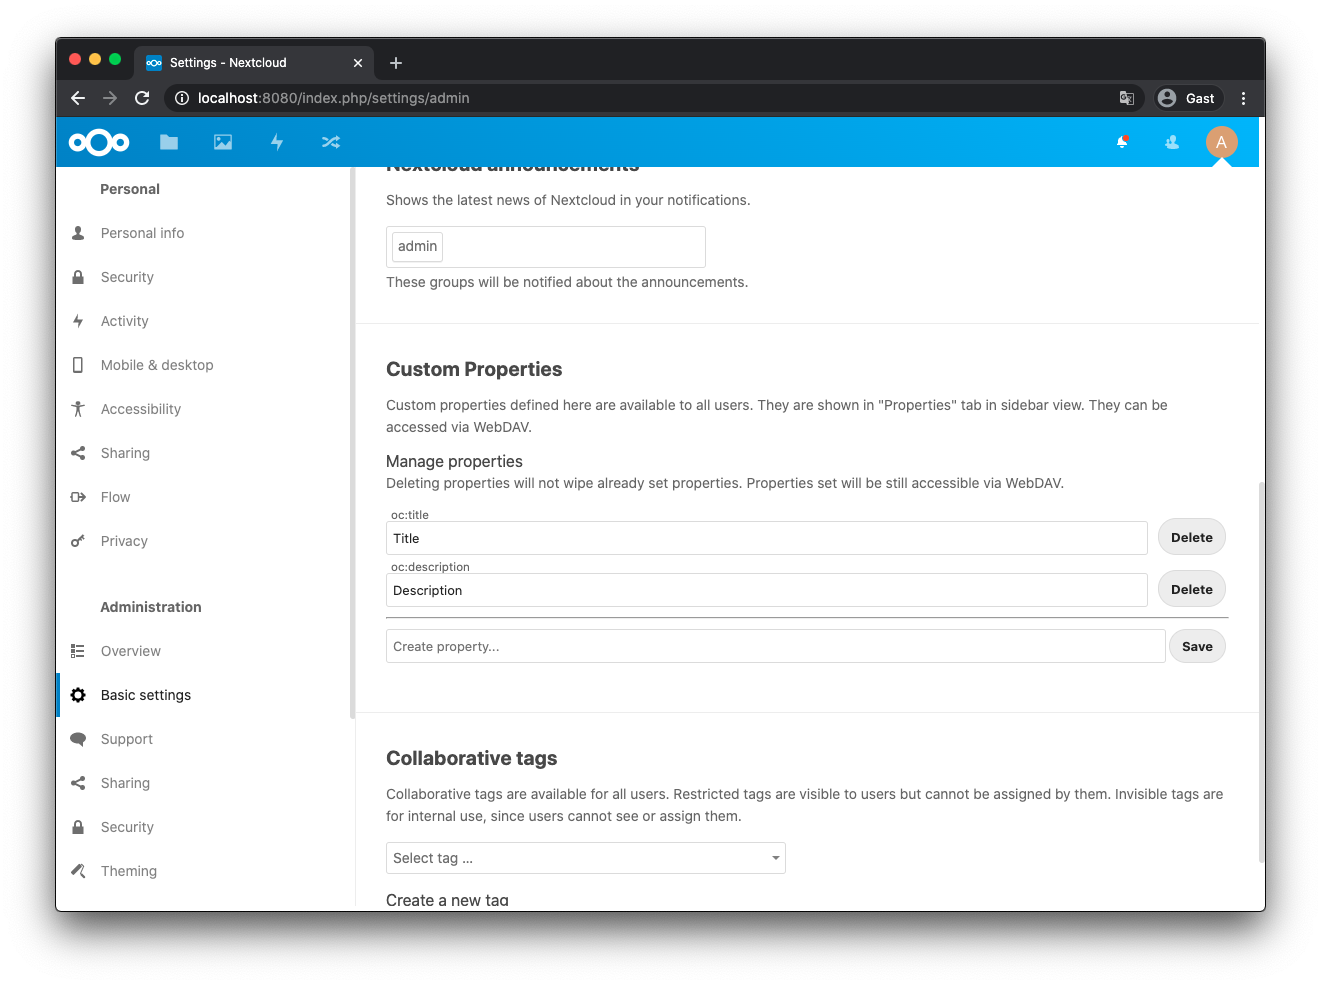 Settings - Nextcloud
localhost:8080/index.php/settings/admin
Gast
A
Personal
Personal info
Security
Activity
Mobile & desktop
Accessibility
Sharing
Flow
Privacy
Administration
Overview
Basic settings
Support
Sharing
Security
Theming
Nextcloud announcements
Shows the latest news of Nextcloud in your notifications.
admin
These groups will be notified about the announcements.
Custom Properties
Custom properties defined here are available to all users. They are shown in "Properties" tab in sidebar view. They can be
accessed via WebDAV.
Manage properties
Deleting properties will not wipe already set properties. Properties set will be still accessible via WebDAV.
oc:title
Title
Delete
oc:description
Description
Delete
Create property...
Save
Collaborative tags
Collaborative tags are available for all users. Restricted tags are visible to users but cannot be assigned by them. Invisible tags are
for internal use, since users cannot see or assign them.
Select tag ...
Create a new tag